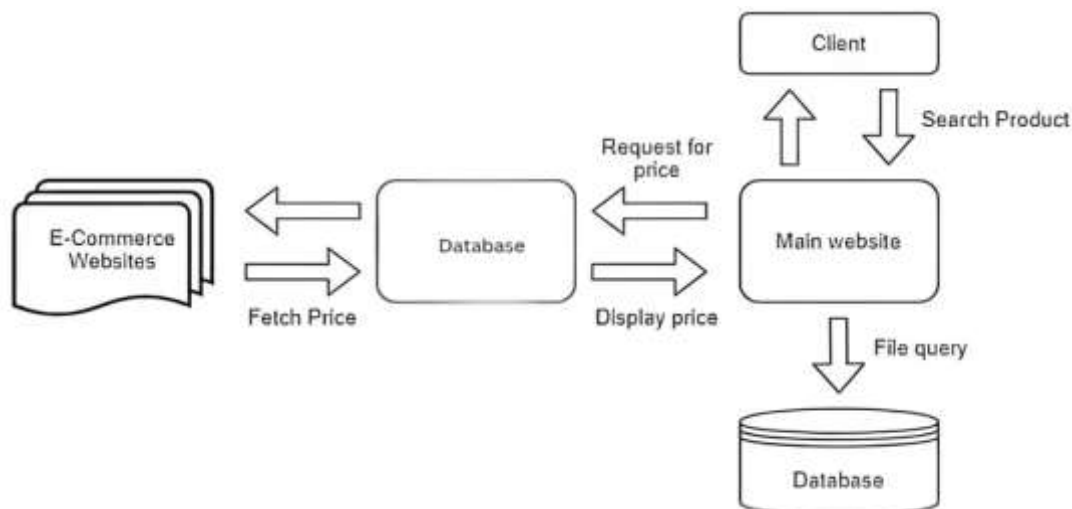 Client
Search Product
Request for
price
E-Commerce
Websites
Database
Main website
Fetch Price
Display price
File query
Database